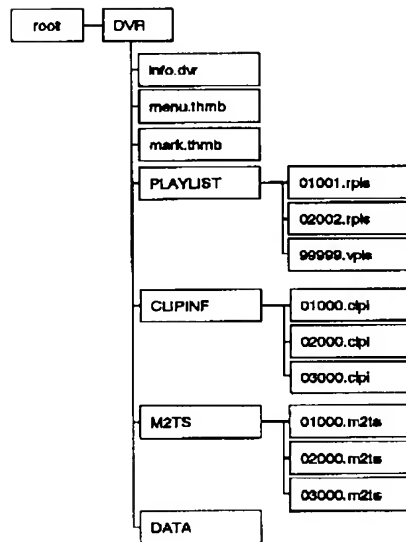 root DVR
info.dvr
menu.thmb
mark.thmb
PLAYLIST 01001.rpls
02002.rpls
99999.vpls
CLIPINF 01000.clpi
02000.clpi
03000.clpi
M2TS 01000.m2ts
02000.m2ts
03000.m2ts
DATA